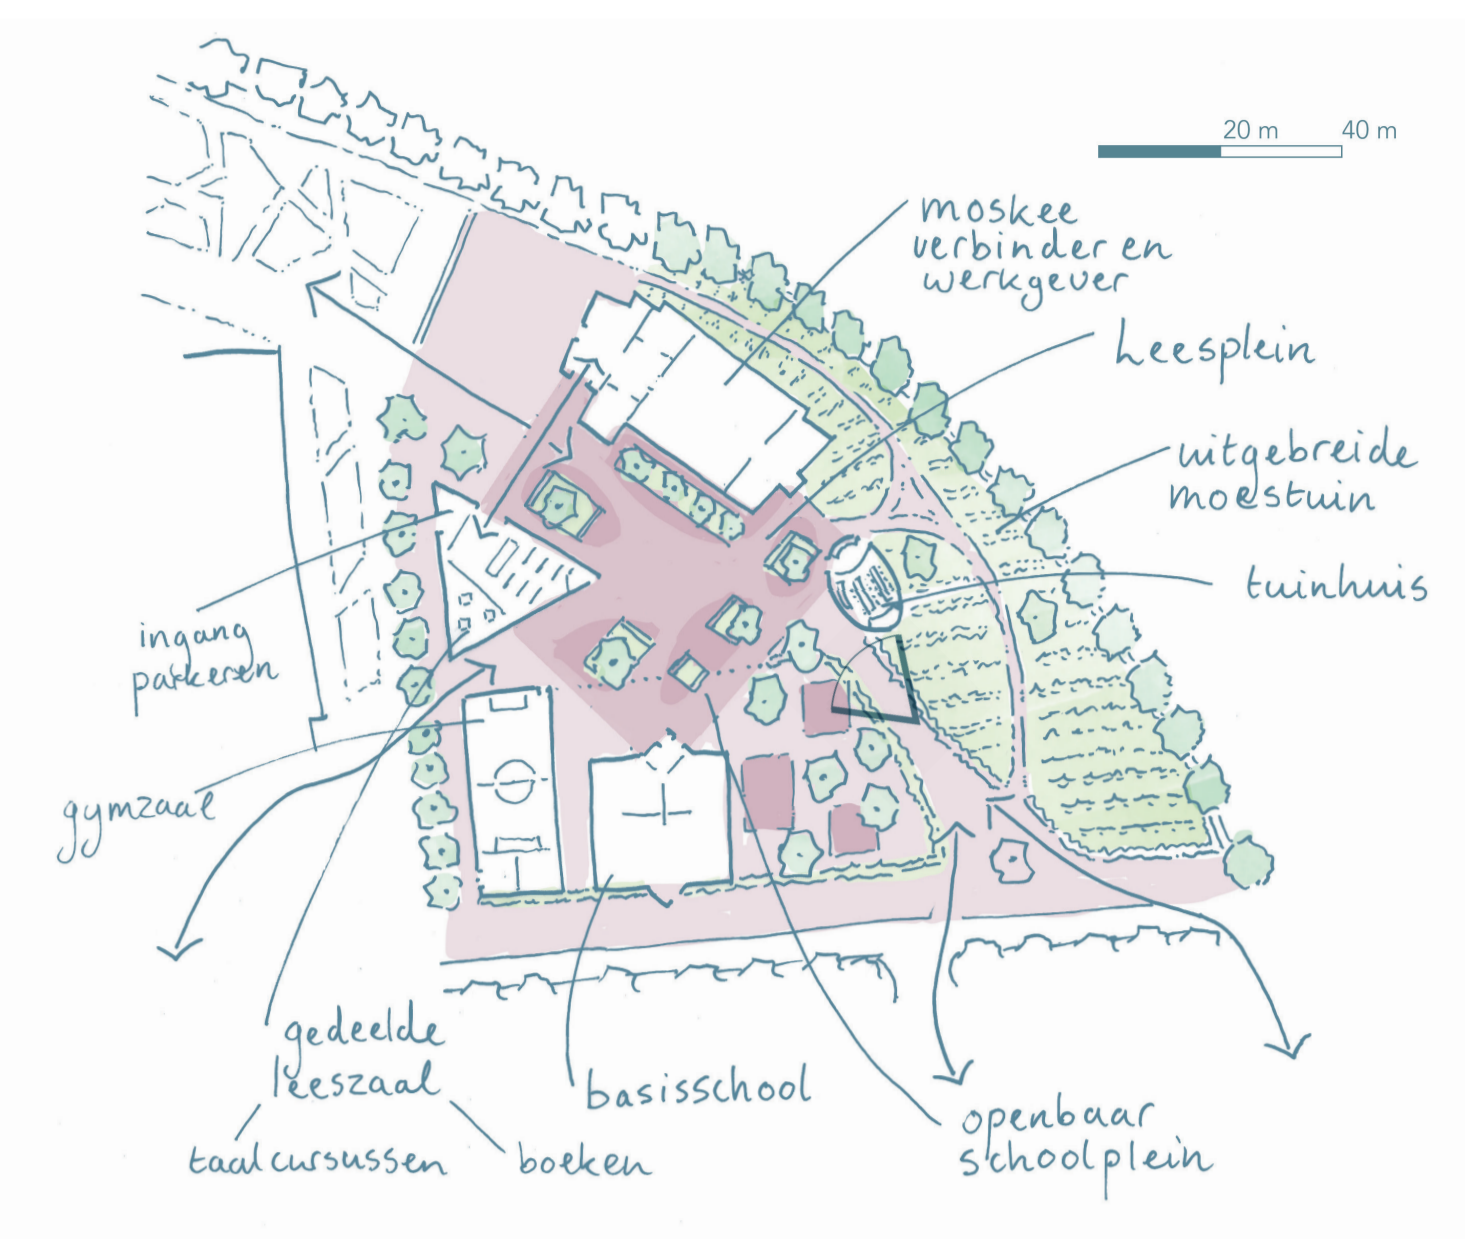 20 m 40 m
moskee
verbinder en
werkgever
Leesplein
uitgebreide
moestuin
tuinhuis
ingang
parkeren
gymzaal
gedeelde
leeszaal
taalcursussen
boeken
basisschool
openbaar
schoolplein